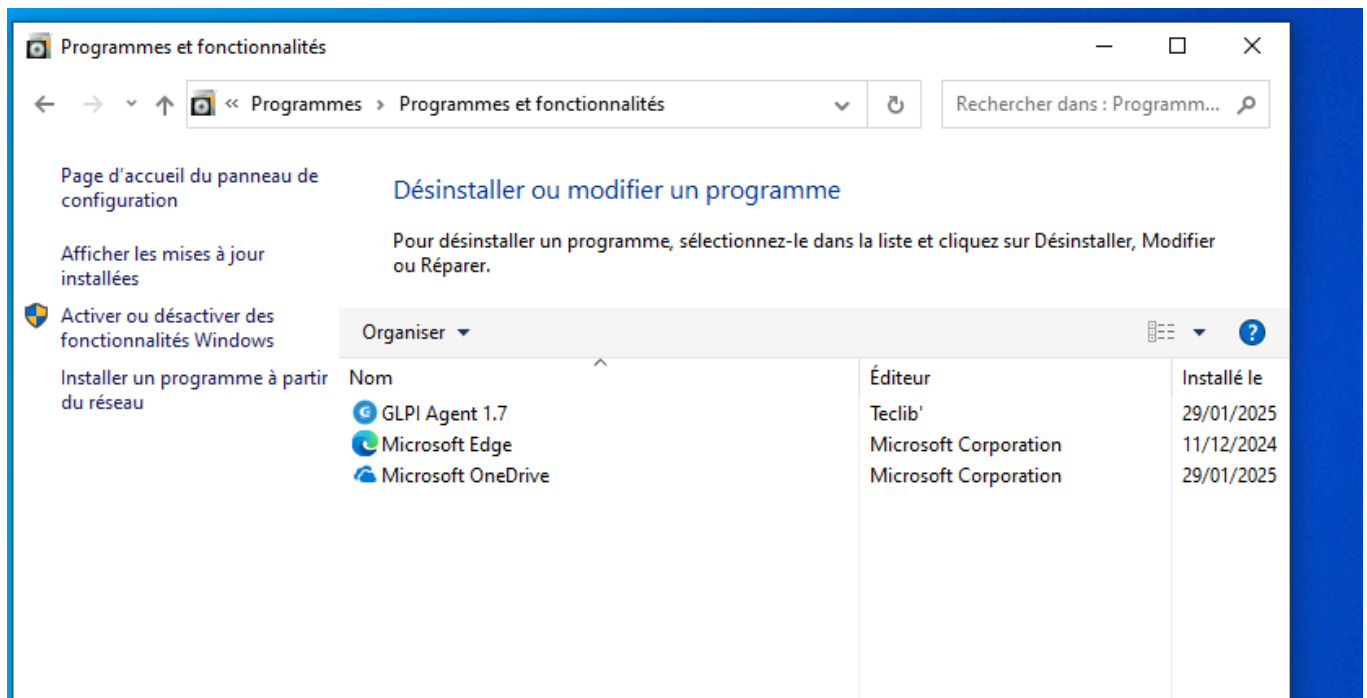 Programmes et fonctionnalités
« Programmes › Programmes et fonctionnalités
Rechercher dans : Programm...
Page d'accueil du panneau de
configuration
Afficher les mises à jour
installées
Activer ou désactiver des
fonctionnalités Windows
Installer un programme à partir
du réseau
Désinstaller ou modifier un programme
Pour désinstaller un programme, sélectionnez-le dans la liste et cliquez sur Désinstaller, Modifier
ou Réparer.
Organiser
Nom Éditeur Installé le
GLPI Agent 1.7 Teclib' 29/01/2025
Microsoft Edge Microsoft Corporation 11/12/2024
Microsoft OneDrive Microsoft Corporation 29/01/2025